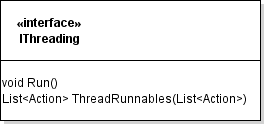 «interface»
IThreading
void Run()
List<Action> ThreadRunnables(List<Action>)